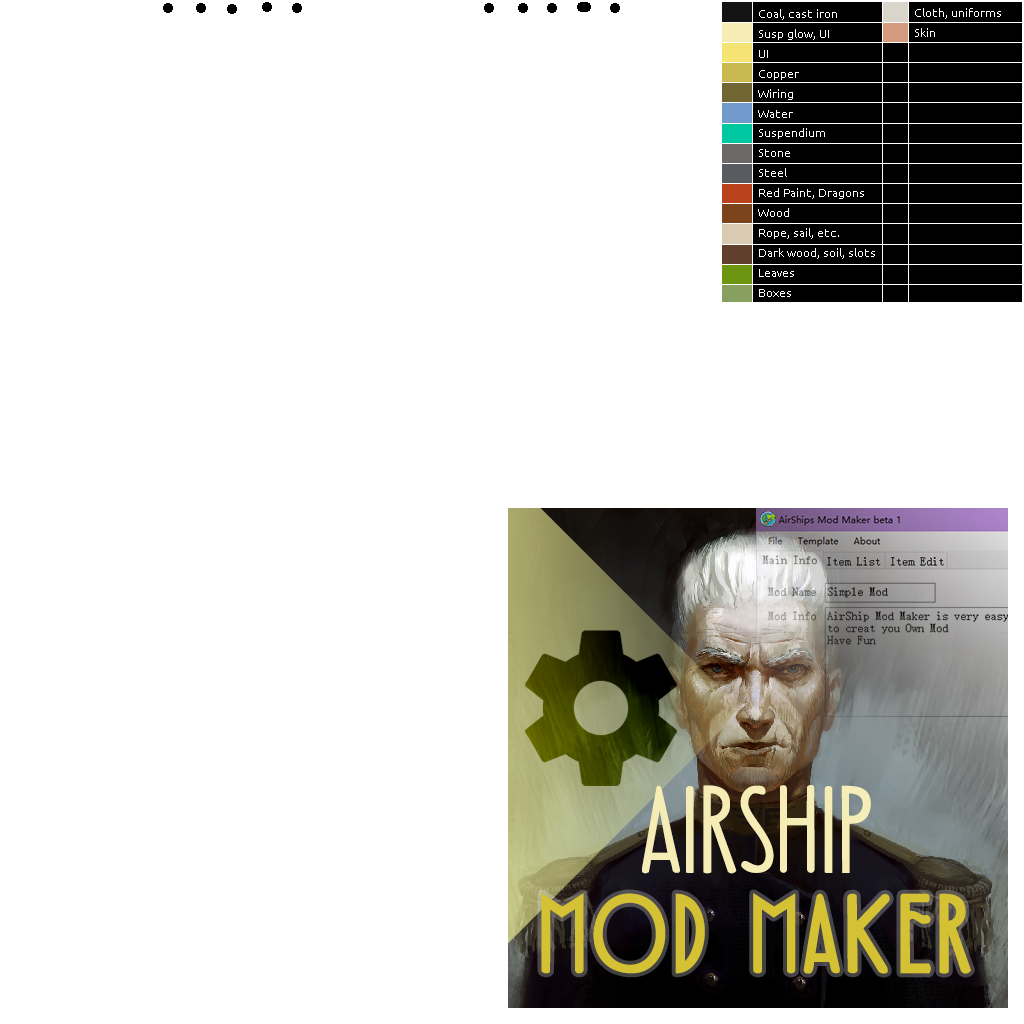 Coal, cast iron
Cloth, uniforms
Susp glow, UI
Skin
UI
Copper
Wiring
Water
Suspendium
Stone
Steel
Red Paint, Dragons
Wood
Rope, sail, etc.
Dark wood, soil, slots
Leaves
Boxes
AirShips Mod Maker beta 1
File Template About
Main Info Item List Item Edit
Mod Name Simple Mod
Mod Info AirShip Mod Maker is very easy
to creat you Own Mod
Have Fun
AIRSHIP
MOD MAKER